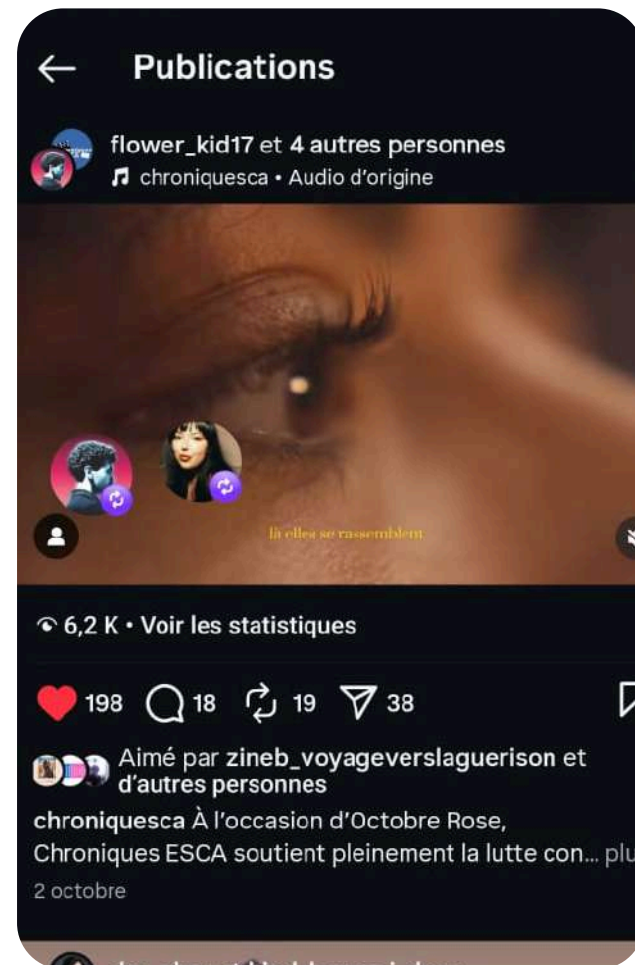 Publications
flower_kid17 et 4 autres personnes
chroniquesca • Audio d'origine
là elles se rassemblent
6,2 K • Voir les statistiques
198 18 19 38
Aimé par zineb_voyageverslaguerison et
d'autres personnes
chroniquesca À l'occasion d'Octobre Rose,
Chroniques ESCA soutient pleinement la lutte con... plu
2 octobre